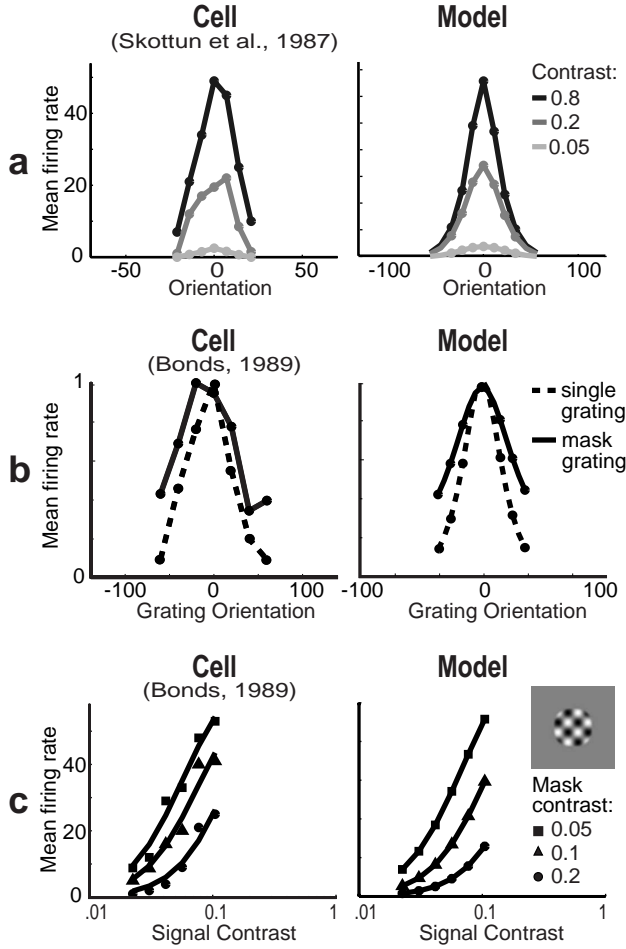 Cell
(Skottun et al., 1987)
Model
a
Mean firing rate
40
20
0
-50 0 50
Orientation
-100 0 100
Orientation
Contrast:
0.8
0.2
0.05
Cell
(Bonds, 1989)
Model
b
Mean firing rate
1
0
-100 0 100
Grating Orientation
-100 0 100
Grating Orientation
single
grating
mask
grating
Cell
(Bonds, 1989)
Model
c
Mean firing rate
40
20
0
.01 0.1 1
Signal Contrast
.01 0.1 1
Signal Contrast
Mask
contrast:
0.05
0.1
0.2